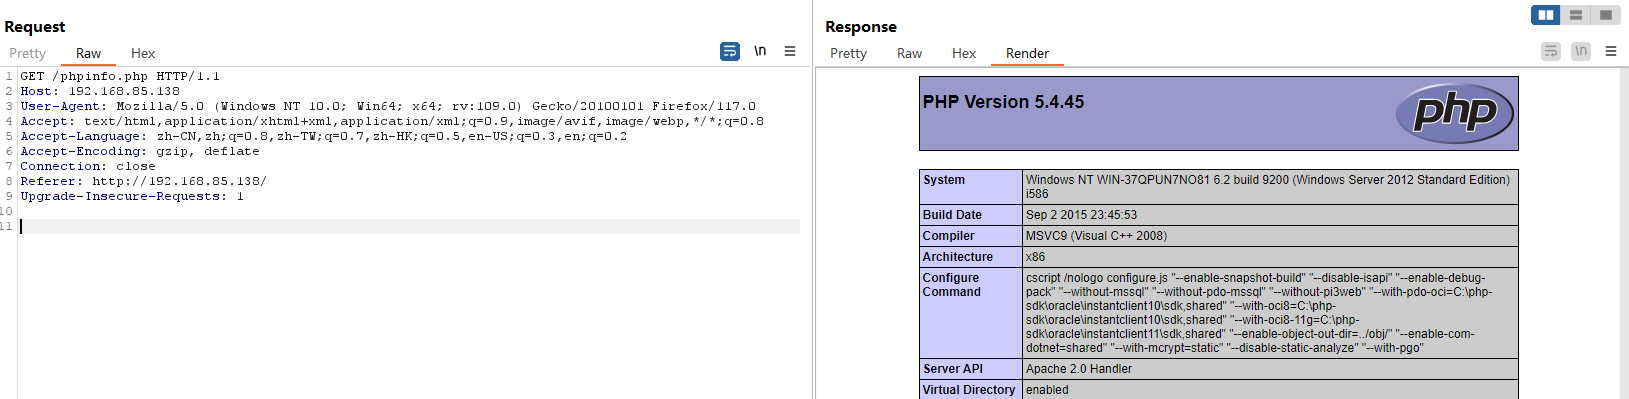 Request
Pretty Raw Hex \n
1 GET /phpinfo.php HTTP/1.1
2 Host: 192.168.85.138
3 User-Agent: Mozilla/5.0 (Windows NT 10.0; Win64; x64; rv:109.0) Gecko/20100101 Firefox/117.0
4 Accept: text/html,application/xhtml+xml,application/xml;q=0.9,image/avif,image/webp,*/*;q=0.8
5 Accept-Language: zh-CN,zh;q=0.8,zh-TW;q=0.7,zh-HK;q=0.5,en-US;q=0.3,en;q=0.2
6 Accept-Encoding: gzip, deflate
7 Connection: close
8 Referer: http://192.168.85.138/
9 Upgrade-Insecure-Requests: 1
10
11
Response
Pretty Raw Hex Render \n
PHP Version 5.4.45
php
System Windows NT WIN-37QPUN7NO81 6.2 build 9200 (Windows Server 2012 Standard Edition)
i586
Build Date Sep 2 2015 23:45:53
Compiler MSVC9 (Visual C++ 2008)
Architecture x86
Configure cscript /nologo configure.js "--enable-snapshot-build" "--disable-isapi" "--enable-debug-
Command pack" "--without-mssql" "--without-pdo-mssql" "--without-pi3web" "--with-pdo-oci=C:\php-
sdk\oracle\instantclient10\sdk,shared" "--with-oci8=C:\php-
sdk\oracle\instantclient10\sdk,shared" "--with-oci8-11g=C:\php-
sdk\oracle\instantclient11\sdk,shared" "--enable-object-out-dir=../obj/" "--enable-com-
dotnet=shared" "--with-mcrypt=static" "--disable-static-analyze" "--with-pgo"
Server API Apache 2.0 Handler
Virtual Directory enabled